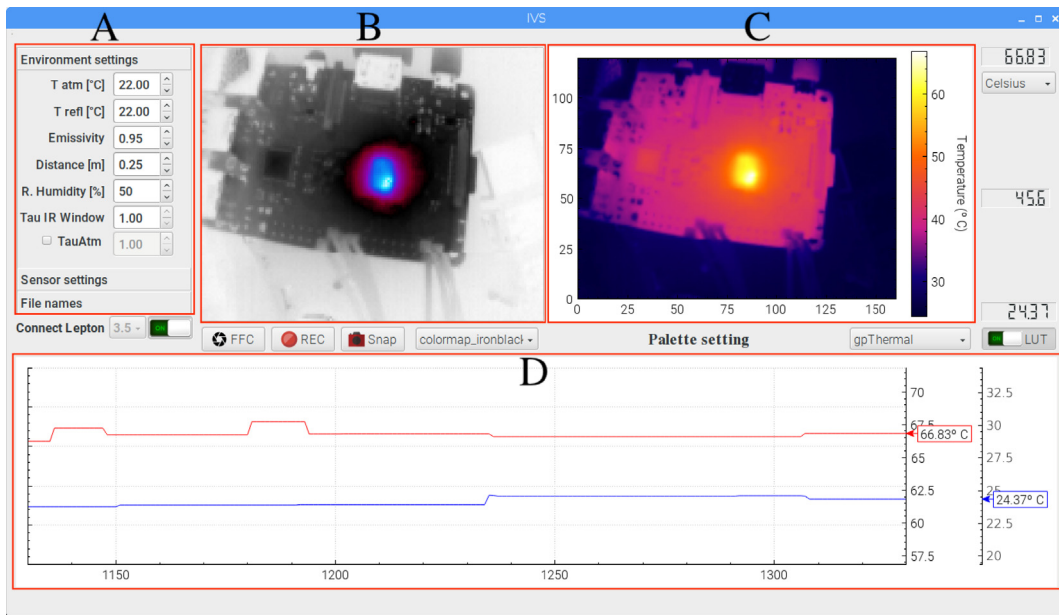 IVS
A
B
C
Environment settings
T atm [°C] 22.00
T refl [°C] 22.00
Emissivity 0.95
Distance [m] 0.25
R. Humidity [%] 50
Tau IR Window 1.00
TauAtm 1.00
Sensor settings
File names
Connect Lepton 3.5 ON
FFC REC Snap colormap_ironblack
100
75
50
25
0
0 25 50 75 100 125 150
60
50
40
30
Temperature (º C)
66.83
Celsius
45.6
24.37
Palette setting gpThermal ON LUT
D
70
67.5
65
62.5
60
57.5
66.83º C
32.5
30
27.5
25
22.5
20
24.37º C
1150 1200 1250 1300